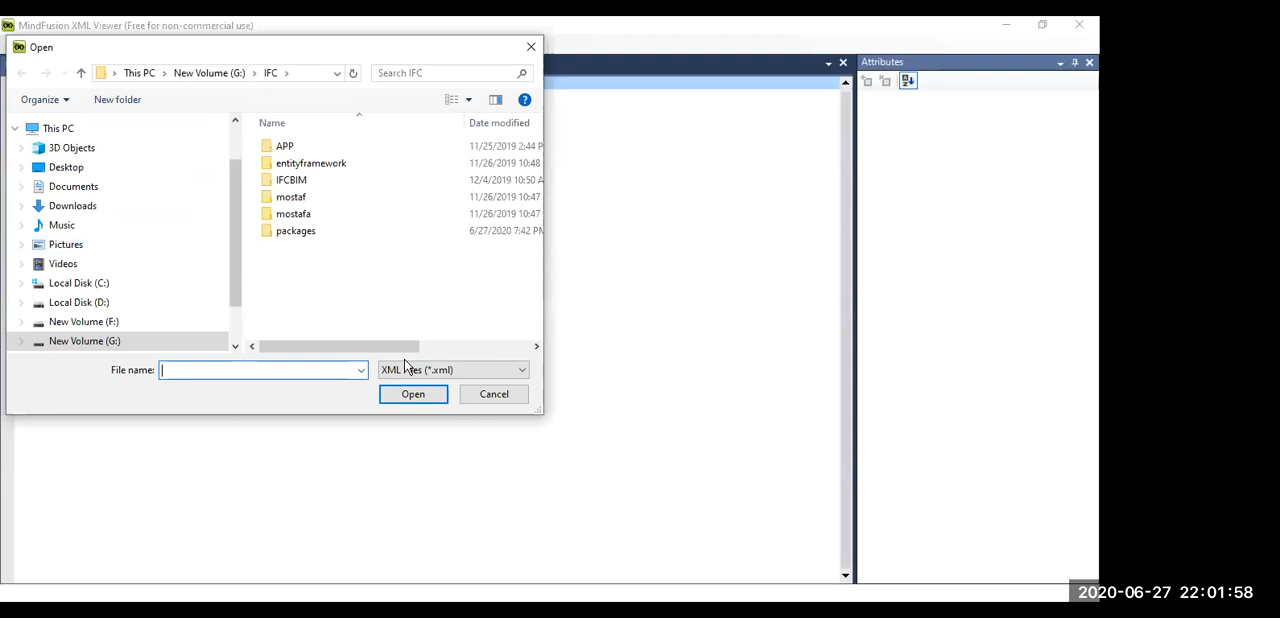 MindFusion XML Viewer (Free for non-commercial use)
Open
This PC
New Volume (G:)
IFC
Search IFC
Attributes
Organize
New folder
Name
Date modified
This PC
3D Objects
Desktop
Documents
Downloads
Music
Pictures
Videos
Local Disk (C:)
Local Disk (D:)
New Volume (F:)
New Volume (G:)
APP 11/25/2019 2:44 P
entityframework 11/26/2019 10:48
IFCBIM 12/4/2019 10:50 A
mostaf 11/26/2019 10:47
mostafa 11/26/2019 10:47
packages 6/27/2020 7:42 PM
File name:
XML (*.xml)
Open
Cancel
2020-06-27 22:01:58